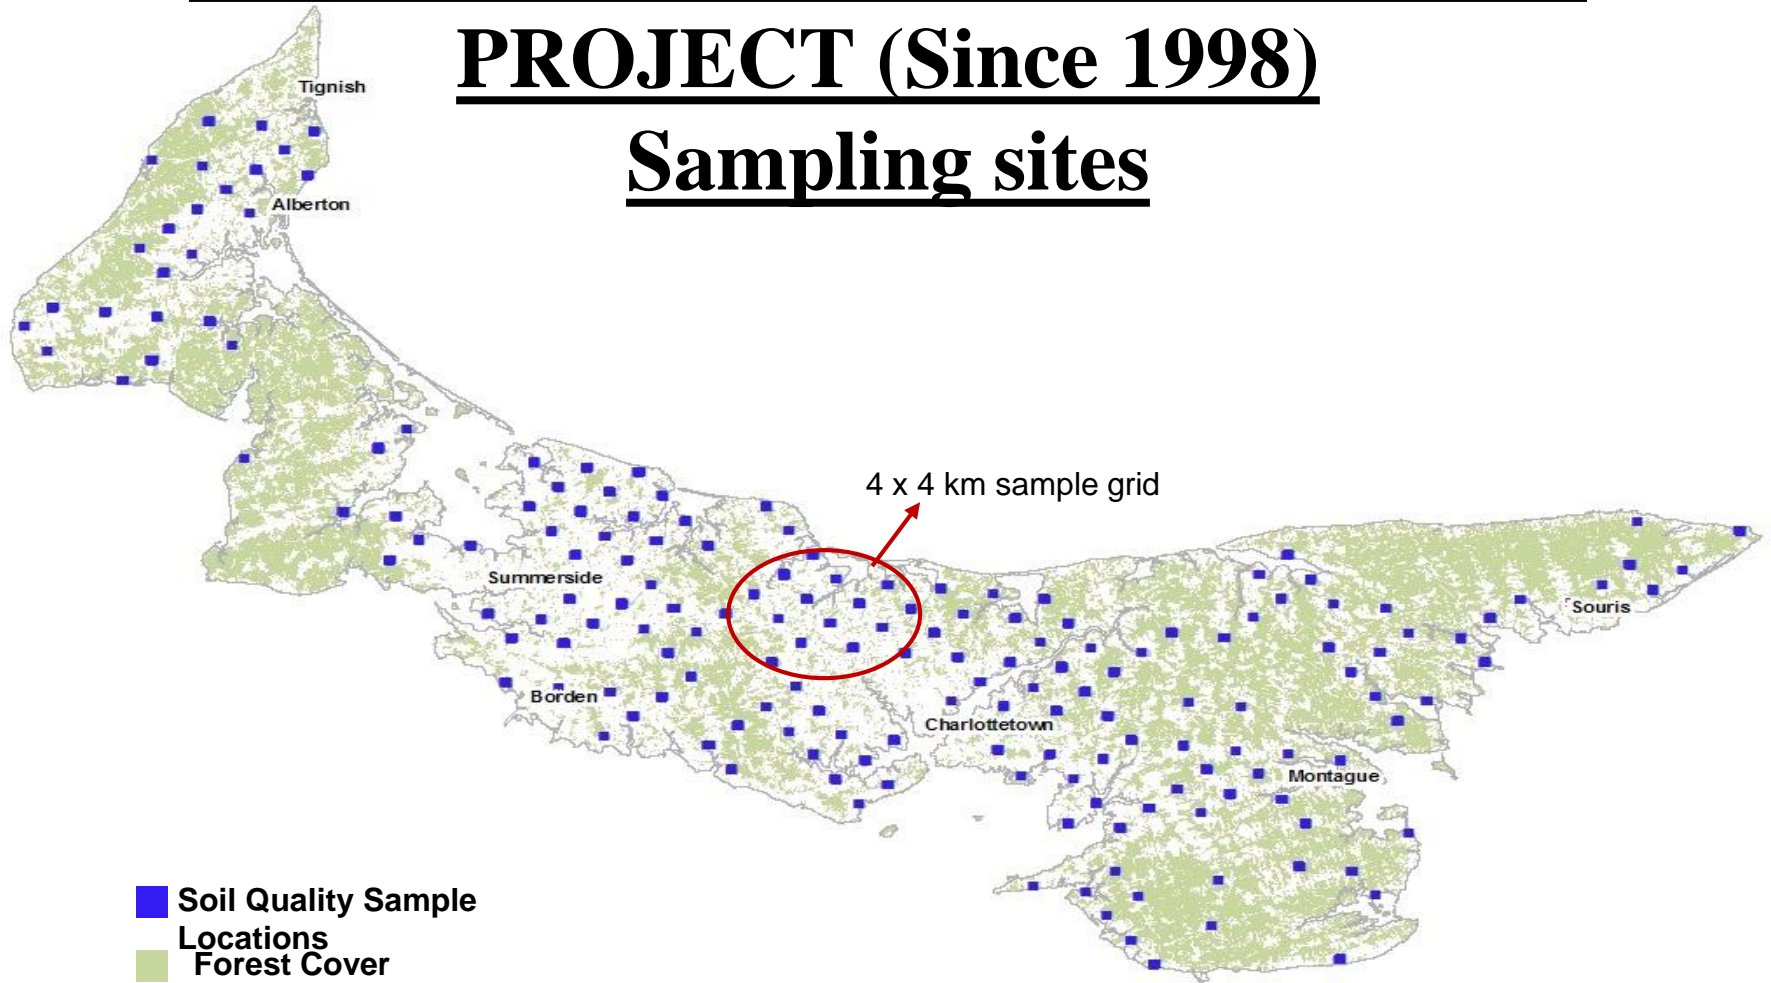 PROJECT (Since 1998)
Sampling sites
Tignish
Alberton
4 x 4 km sample grid
Summerside
Souris
Borden
Charlottetown
Montague
Soil Quality Sample
Locations
Forest Cover